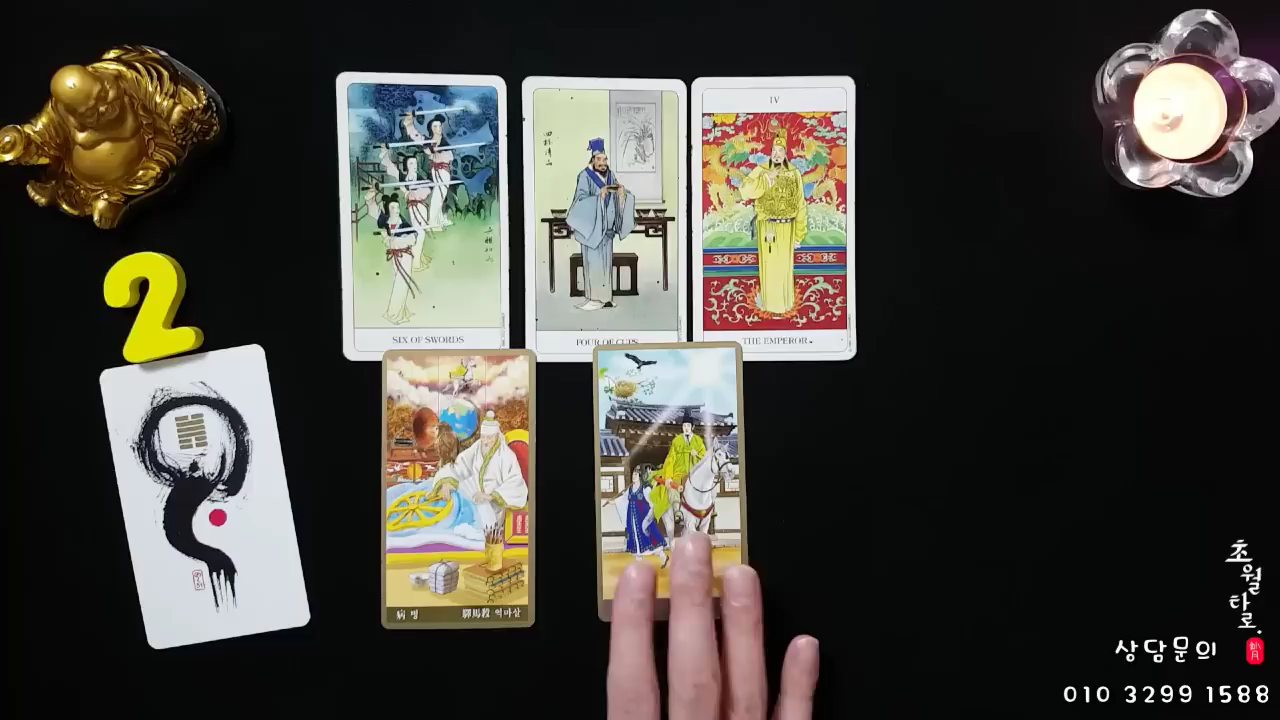 IV
SIX OF SWORDS
FOUR OF CUPS
THE EMPEROR
2
病 병
驛馬殺 역마살
초월타로.
상담문의
010 3299 1588